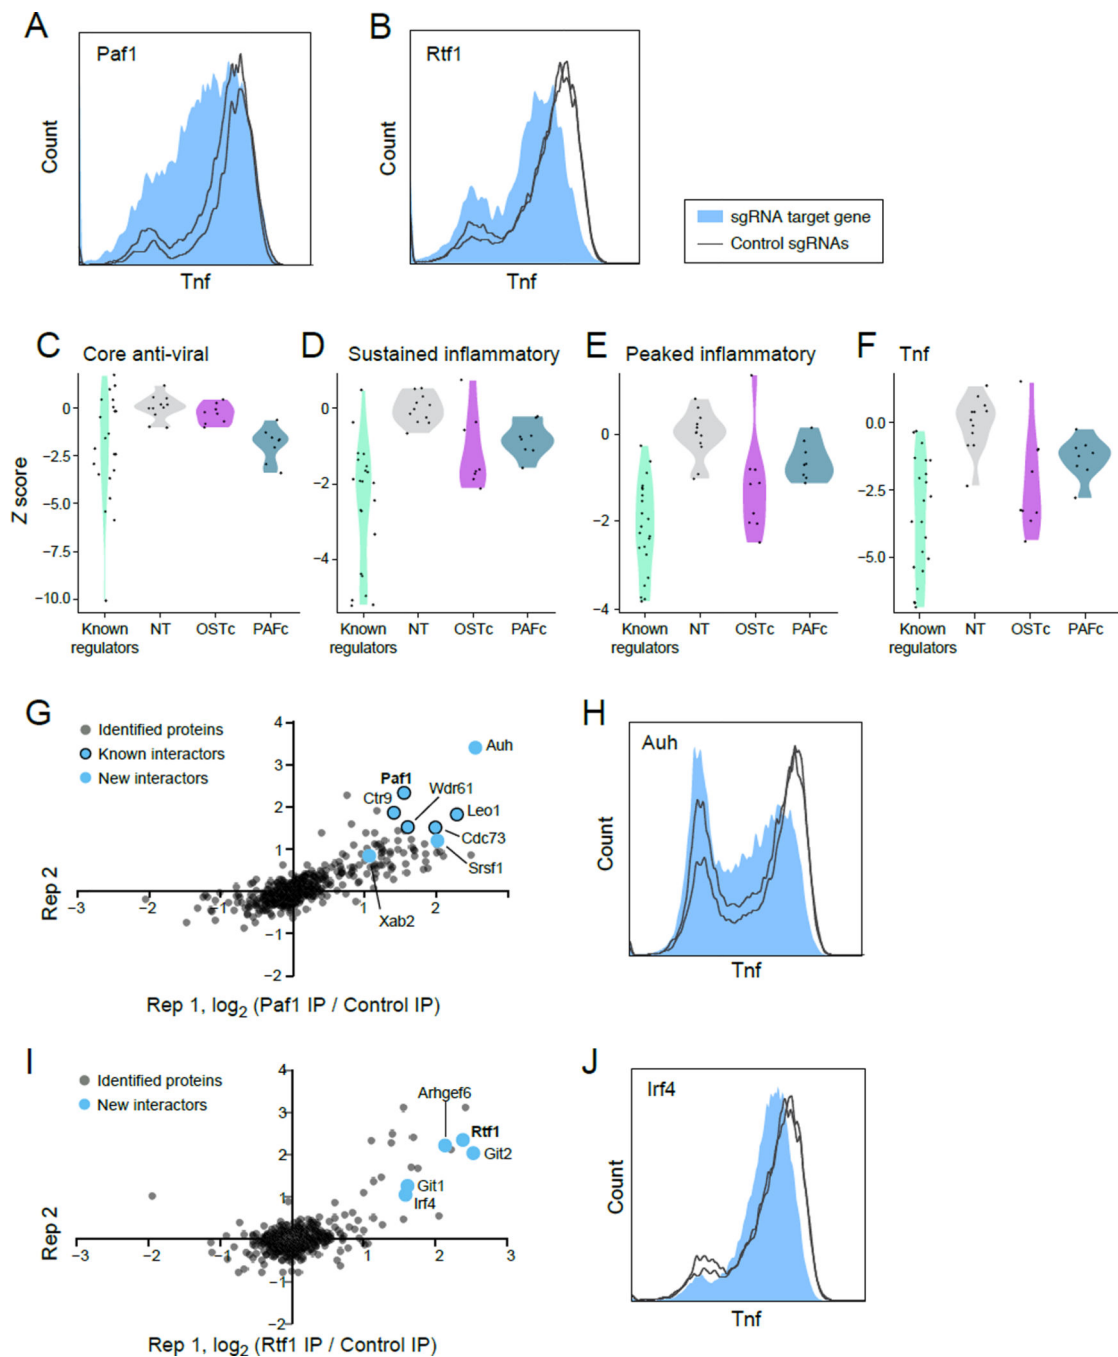 A
Paf1
Count
Tnf
B
Rtf1
Count
Tnf
sgRNA target gene
Control sgRNAs
C
Core anti-viral
Z score
0
−2.5
−5.0
−7.5
−10.0
Known
regulators
NT
OSTc
PAFc
D
Sustained inflammatory
0
−2
−4
Known
regulators
NT
OSTc
PAFc
E
Peaked inflammatory
0
−2
−4
Known
regulators
NT
OSTc
PAFc
F
Tnf
0.0
−2.5
−5.0
Known
regulators
NT
OSTc
PAFc
G
Identified proteins
Known interactors
New interactors
4
3
2
1
0
−1
−2
−3
−2
−1
1
2
3
Auh
Paf1
Wdr61
Ctr9
Leo1
Cdc73
Srsf1
Xab2
Rep 2
Rep 1, log2 (Paf1 IP / Control IP)
H
Auh
Count
Tnf
I
Identified proteins
New interactors
4
3
2
1
0
−1
−2
−3
−2
−1
1
2
3
Arhgef6
Rtf1
Git2
Git1
Irf4
Rep 2
Rep 1, log2 (Rtf1 IP / Control IP)
J
Irf4
Count
Tnf